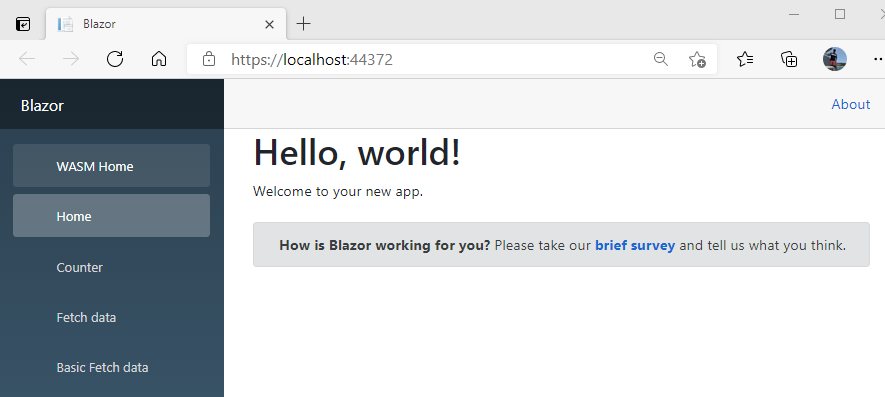 Blazor
https://localhost:44372
Blazor
About
WASM Home
Home
Counter
Fetch data
Basic Fetch data
Hello, world!
Welcome to your new app.
How is Blazor working for you? Please take our brief survey and tell us what you think.